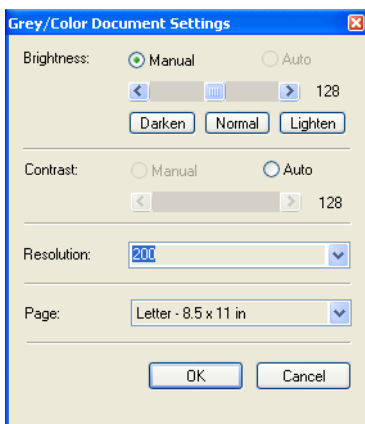 Grey/Color Document Settings
Brightness: Manual Auto
128
Darken Normal Lighten
Contrast: Manual Auto
128
Resolution: 200
Page: Letter - 8.5 x 11 in
OK Cancel